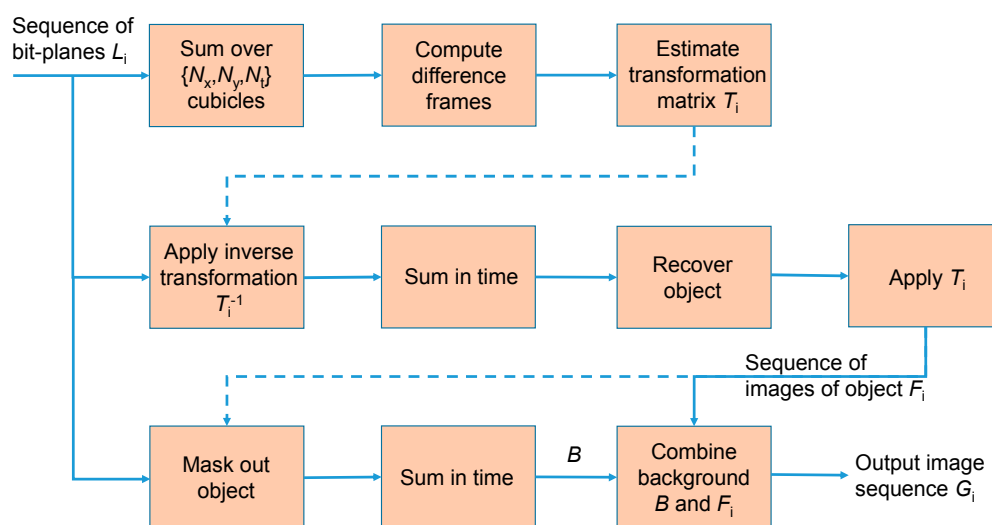 Sequence of
bit-planes Lᵢ
Sum over
{Nₓ,Nᵧ,Nₜ}
cubicles
Compute
difference
frames
Estimate
transformation
matrix Tᵢ
Apply inverse
transformation
Tᵢ⁻¹
Sum in time
Recover
object
Apply Tᵢ
Sequence of
images of object Fᵢ
Mask out
object
Sum in time
B
Combine
background
B and Fᵢ
Output image
sequence Gᵢ